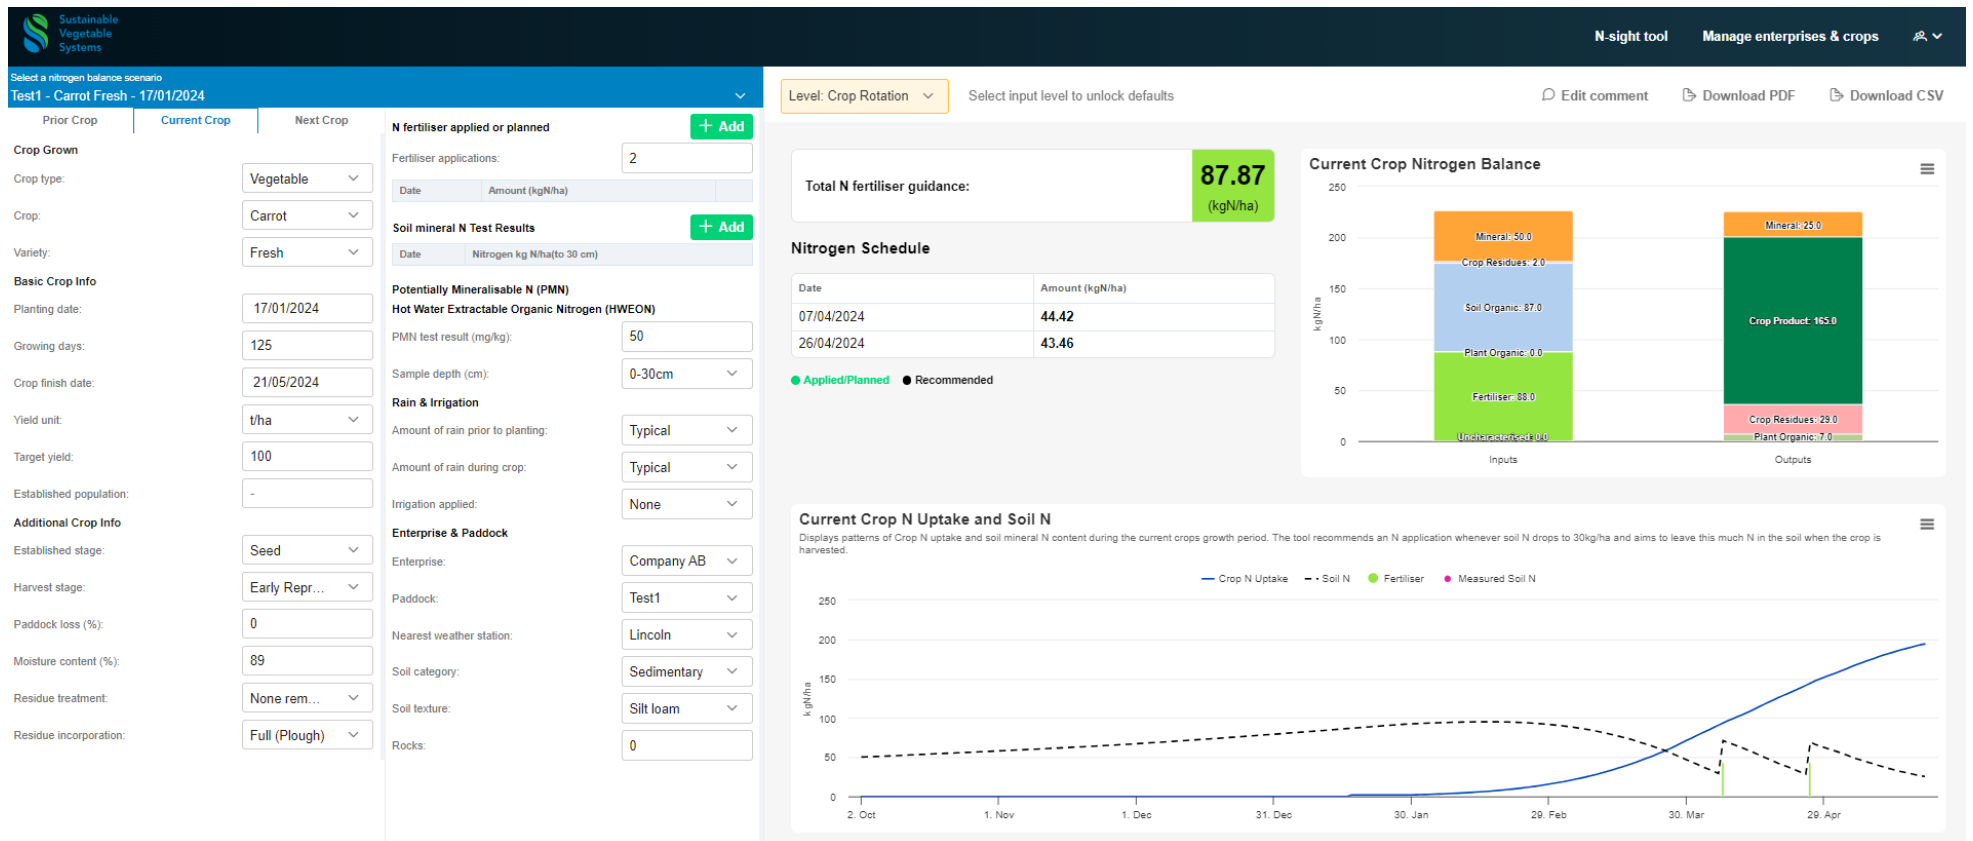 Sustainable
Vegetable
Systems
N-sight tool
Manage enterprises & crops
Select a nitrogen balance scenario
Test1 - Carrot Fresh - 17/01/2024
Prior Crop
Current Crop
Next Crop
Crop Grown
Crop type:
Vegetable
Crop:
Carrot
Variety:
Fresh
Basic Crop Info
Planting date:
17/01/2024
Growing days:
125
Crop finish date:
21/05/2024
Yield unit:
t/ha
Target yield:
100
Established population:
-
Additional Crop Info
Established stage:
Seed
Harvest stage:
Early Repr...
Paddock loss (%):
0
Moisture content (%):
89
Residue treatment:
None rem...
Residue incorporation:
Full (Plough)
N fertiliser applied or planned
+ Add
Fertiliser applications:
2
Date
Amount (kgN/ha)
Soil mineral N Test Results
+ Add
Date
Nitrogen kg N/ha(to 30 cm)
Potentially Mineralisable N (PMN)
Hot Water Extractable Organic Nitrogen (HWEON)
PMN test result (mg/kg):
50
Sample depth (cm):
0-30cm
Rain & Irrigation
Amount of rain prior to planting:
Typical
Amount of rain during crop:
Typical
Irrigation applied:
None
Enterprise & Paddock
Enterprise:
Company AB
Paddock:
Test1
Nearest weather station:
Lincoln
Soil category:
Sedimentary
Soil texture:
Silt loam
Rocks:
0
Level: Crop Rotation
Select input level to unlock defaults
Edit comment
Download PDF
Download CSV
Total N fertiliser guidance:
87.87
(kgN/ha)
Nitrogen Schedule
Date
Amount (kgN/ha)
07/04/2024
44.42
26/04/2024
43.46
Applied/Planned
Recommended
Current Crop Nitrogen Balance
250
200
150
100
50
0
kgN/ha
Mineral: 50.0
Crop Residues: 2.0
Soil Organic: 87.0
Plant Organic: 0.0
Fertiliser: 88.0
Uncharacterised: 0.0
Mineral: 25.0
Crop Product: 165.0
Crop Residues: 29.0
Plant Organic: 7.0
Inputs
Outputs
Current Crop N Uptake and Soil N
Displays patterns of Crop N uptake and soil mineral N content during the current crops growth period. The tool recommends an N application whenever soil N drops to 30kg/ha and aims to leave this much N in the soil when the crop is
harvested.
Crop N Uptake
Soil N
Fertiliser
Measured Soil N
250
200
150
100
50
0
kgN/ha
2. Oct
1. Nov
1. Dec
31. Dec
30. Jan
29. Feb
30. Mar
29. Apr